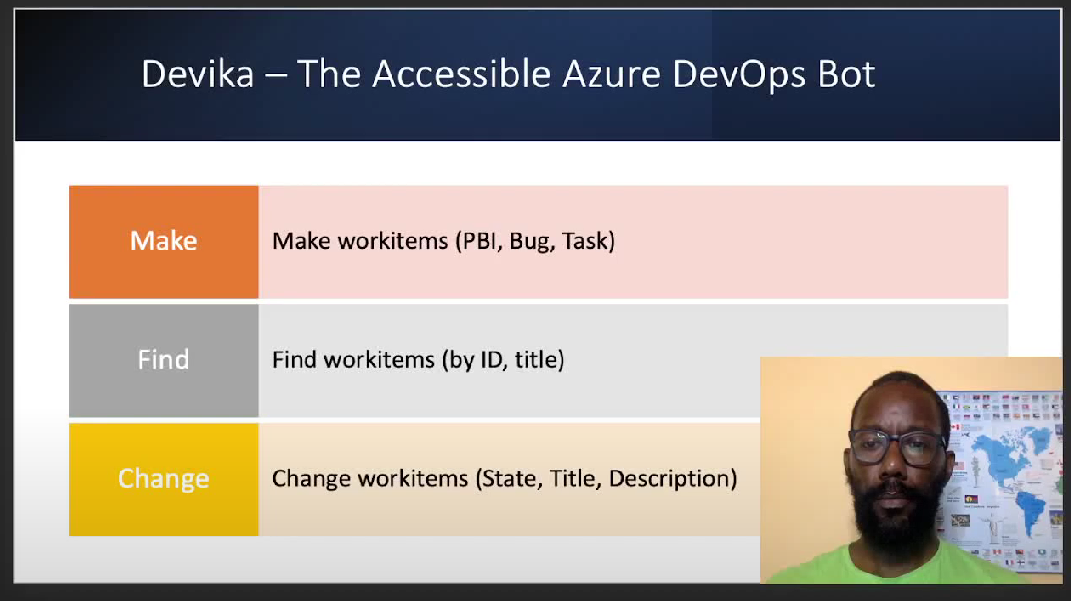 Devika – The Accessible Azure DevOps Bot
Make
Make workitems (PBI, Bug, Task)
Find
Find workitems (by ID, title)
Change
Change workitems (State, Title, Description)